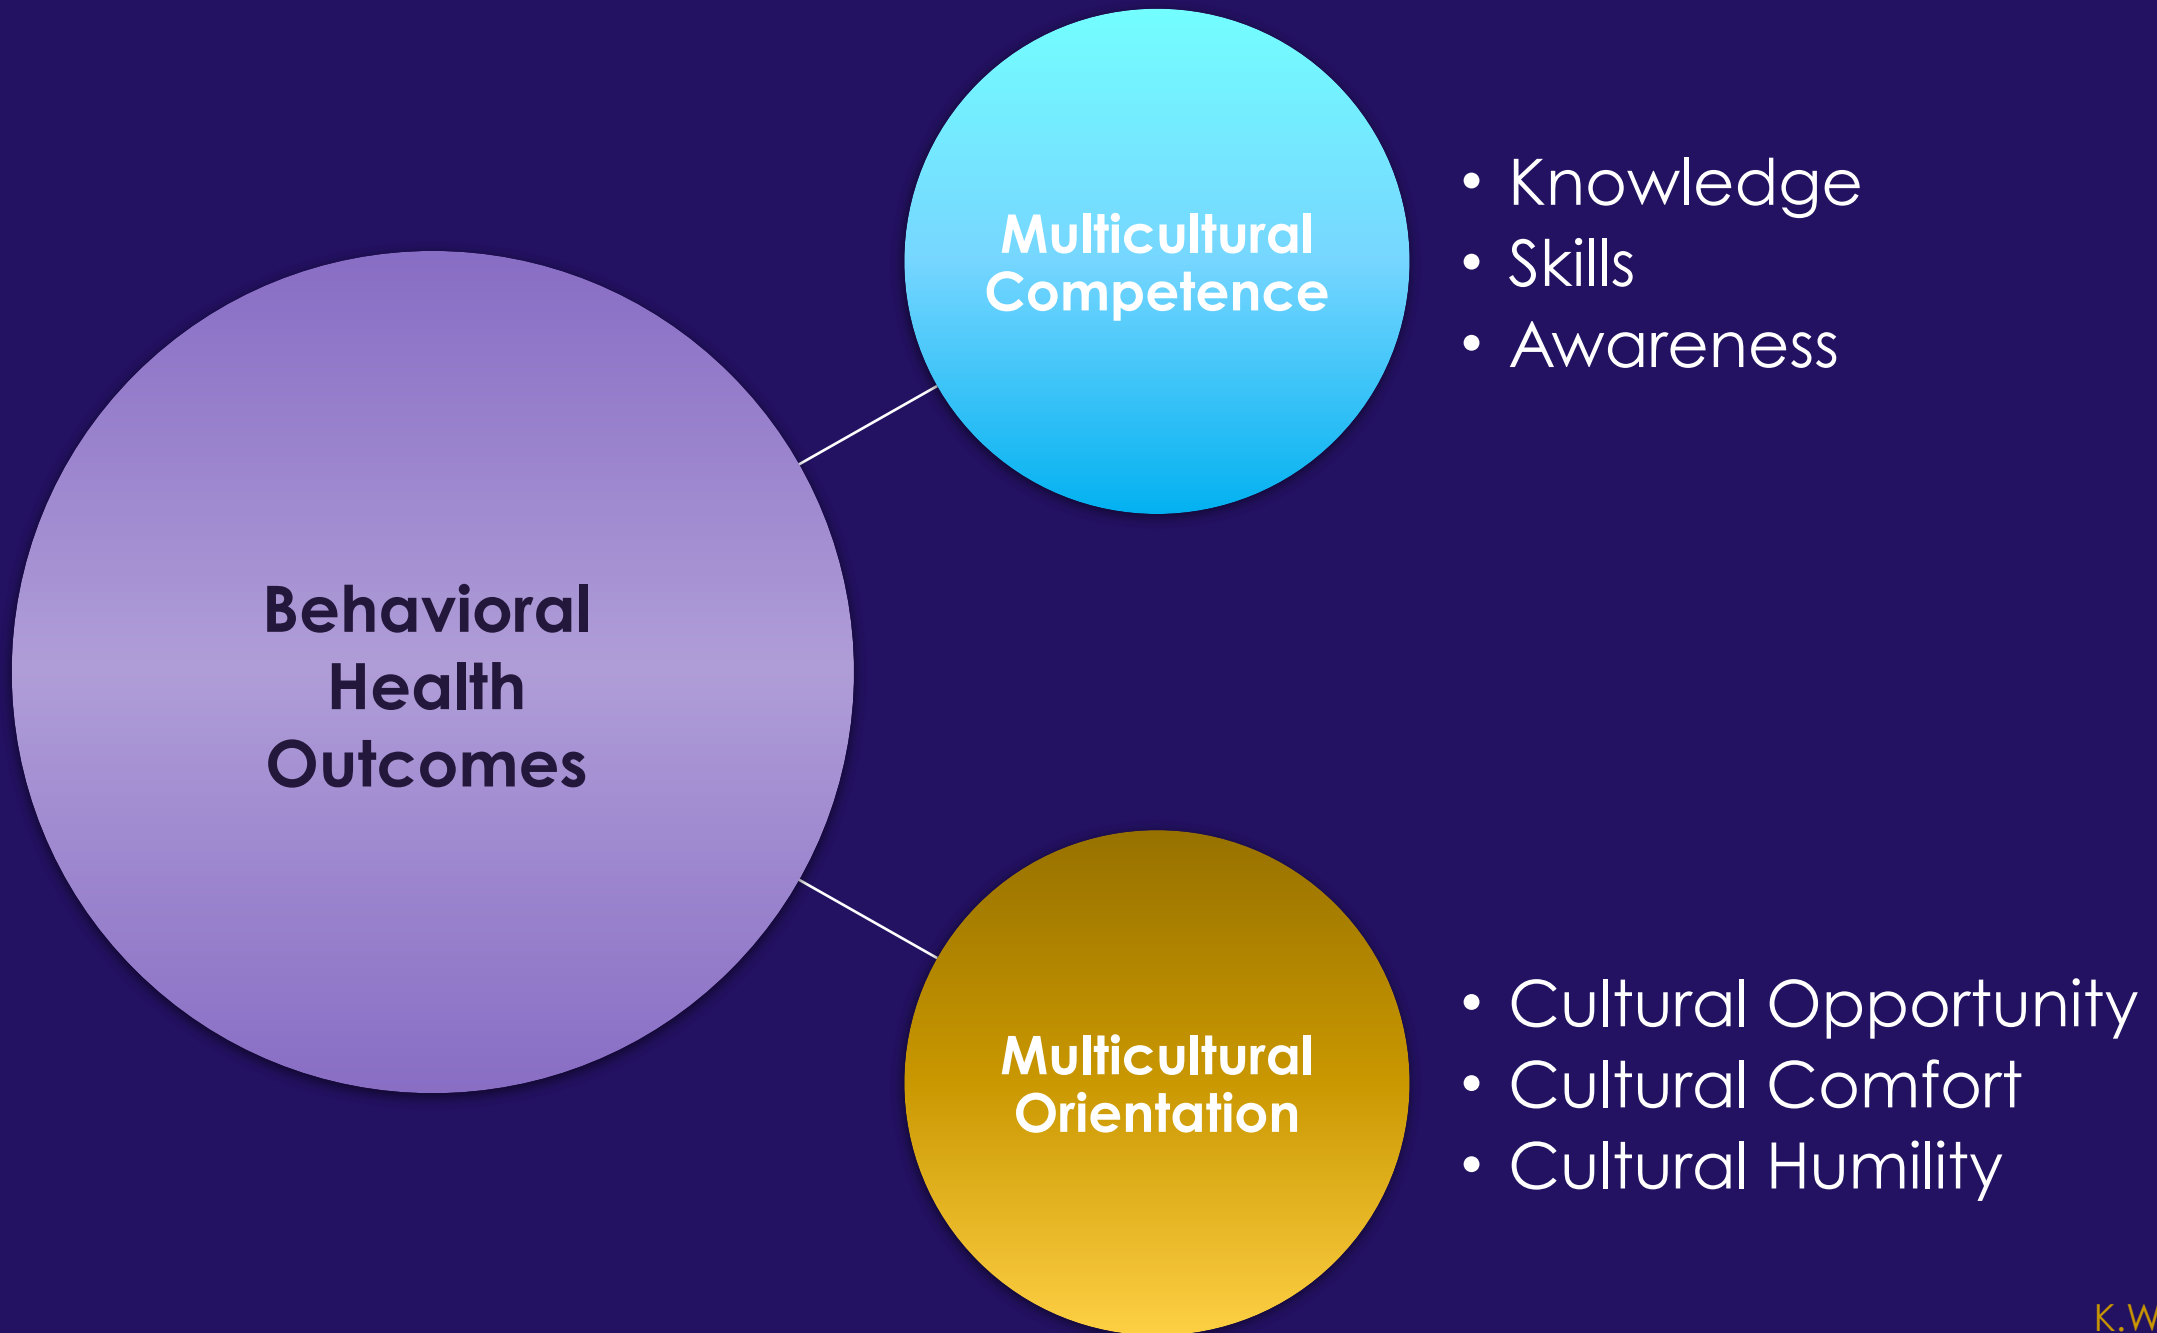 Behavioral
Health
Outcomes
Multicultural
Competence
• Knowledge
• Skills
• Awareness
Multicultural
Orientation
• Cultural Opportunity
• Cultural Comfort
• Cultural Humility